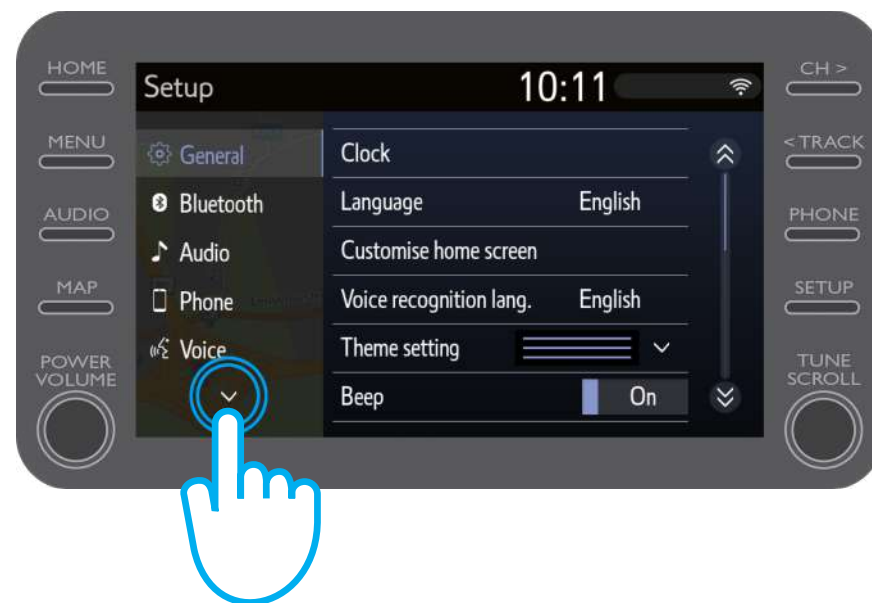 HOME
MENU
AUDIO
MAP
POWER
VOLUME
Setup 10:11
General
Bluetooth
Audio
Phone
Voice
Clock
Language English
Customise home screen
Voice recognition lang. English
Theme setting
Beep On
CH >
< TRACK
PHONE
SETUP
TUNE
SCROLL